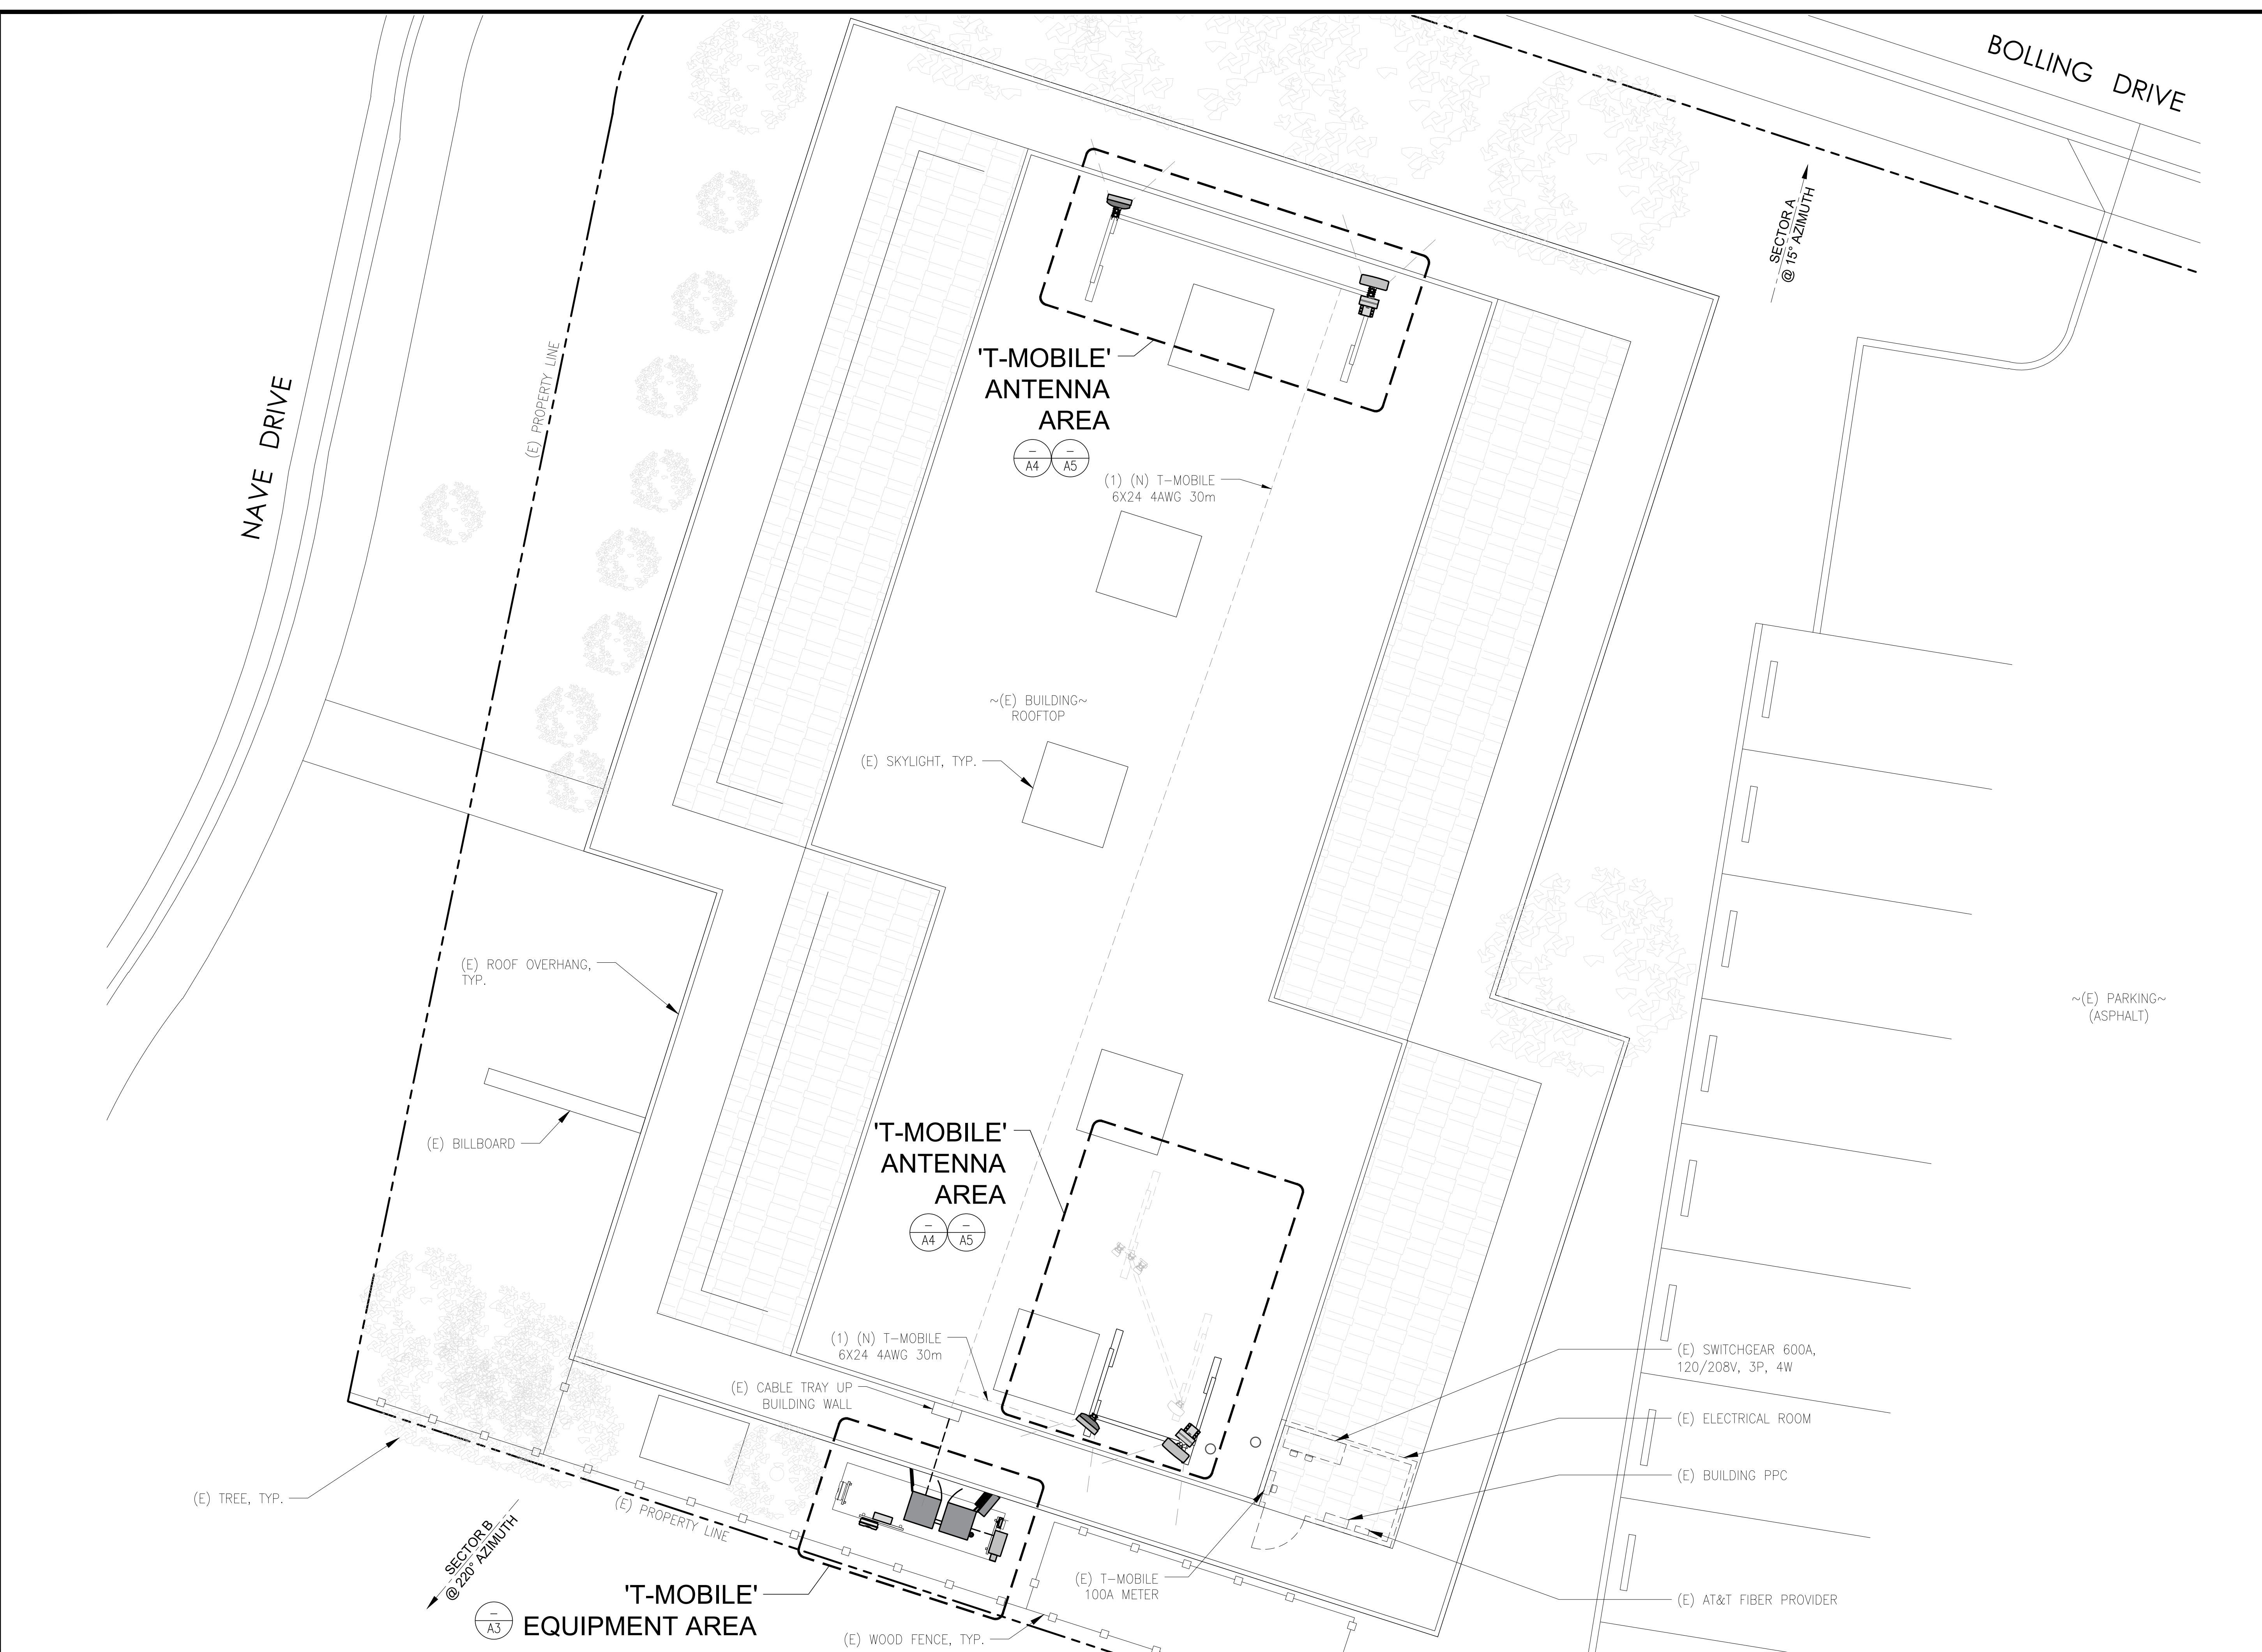 BOLLING DRIVE
SECTOR A
@ 15° AZIMUTH
NAVE DRIVE
(E) PROPERTY LINE
'T-MOBILE'
ANTENNA
AREA
–
A4
–
A5
(1) (N) T-MOBILE
6X24 4AWG 30m
~(E) BUILDING~
ROOFTOP
(E) SKYLIGHT, TYP.
(E) ROOF OVERHANG,
TYP.
~(E) PARKING~
(ASPHALT)
(E) BILLBOARD
'T-MOBILE'
ANTENNA
AREA
–
A4
–
A5
(1) (N) T-MOBILE
6X24 4AWG 30m
(E) CABLE TRAY UP
BUILDING WALL
(E) SWITCHGEAR 600A,
120/208V, 3P, 4W
(E) ELECTRICAL ROOM
(E) BUILDING PPC
(E) TREE, TYP.
(E) PROPERTY LINE
SECTOR B
@ 220° AZIMUTH
(E) T-MOBILE
100A METER
(E) AT&T FIBER PROVIDER
'T-MOBILE'
EQUIPMENT AREA
–
A3
(E) WOOD FENCE, TYP.